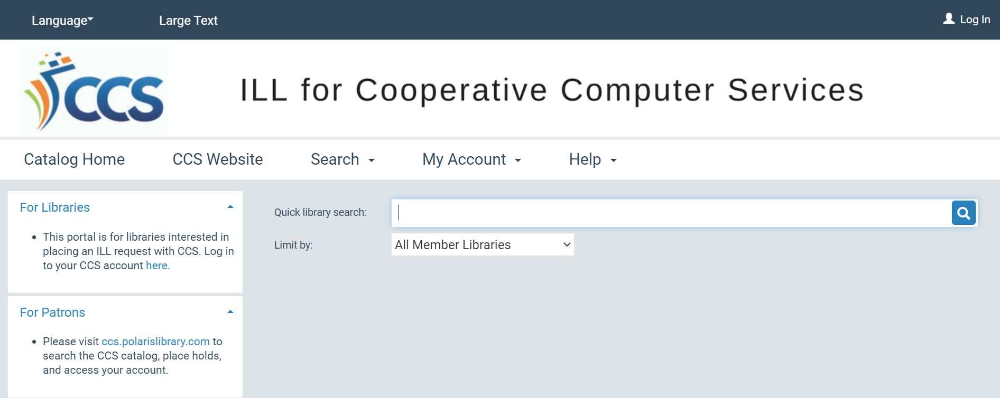 Language
Large Text
Log In
CCS
ILL for Cooperative Computer Services
Catalog Home
CCS Website
Search
My Account
Help
For Libraries
This portal is for libraries interested in
placing an ILL request with CCS. Log in
to your CCS account here.
For Patrons
Please visit ccs.polarislibrary.com to
search the CCS catalog, place holds,
and access your account.
Quick library search:
Limit by:
All Member Libraries